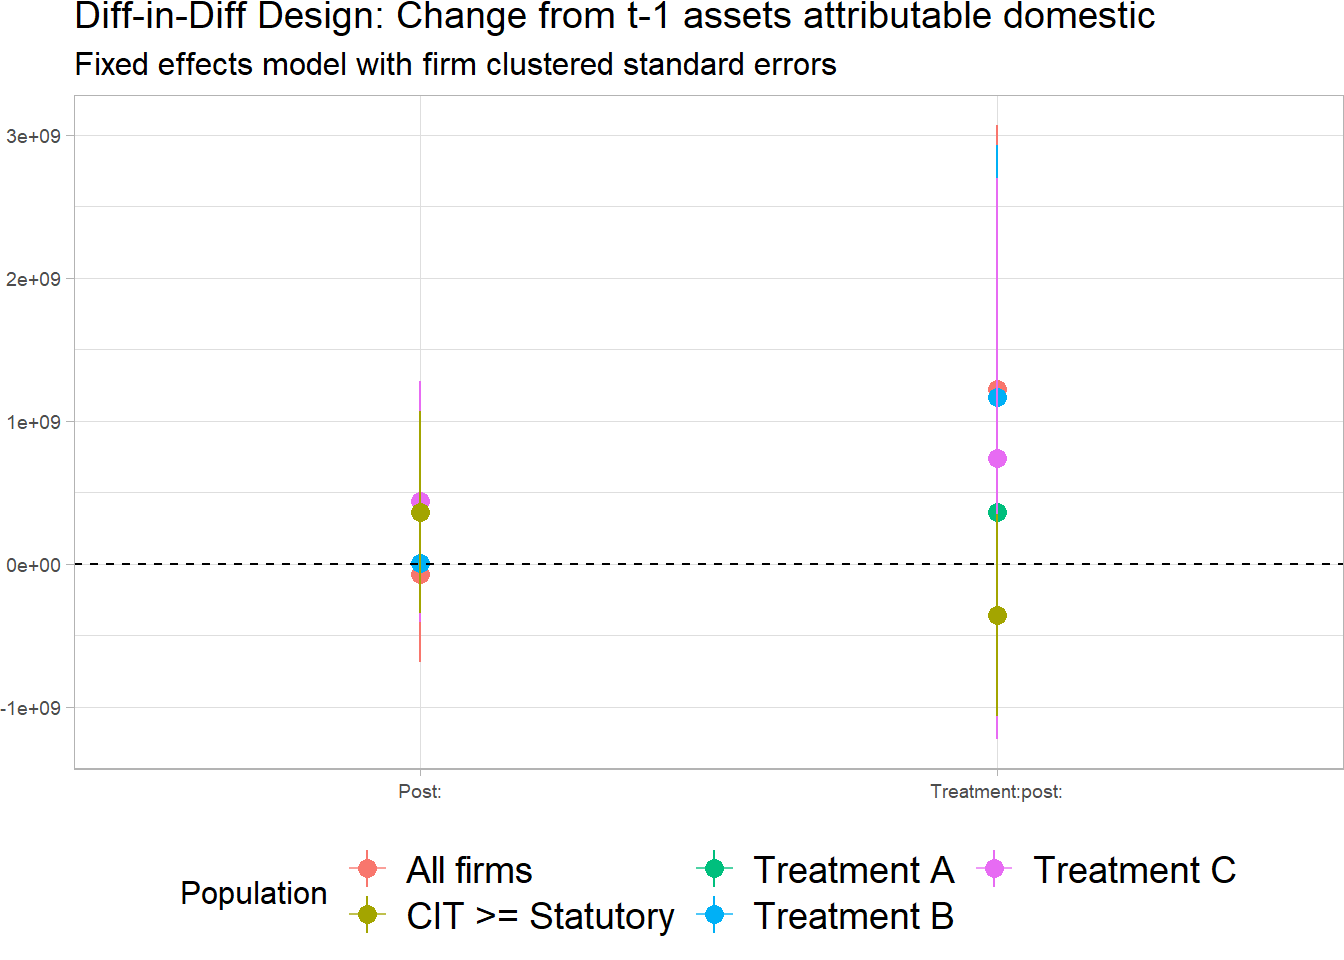 Diff-in-Diff Design: Change from t-1 assets attributable domestic
Fixed effects model with firm clustered standard errors
3e+09
2e+09
1e+09
0e+00
-1e+09
Post:
Treatment:post:
Population
All firms
CIT >= Statutory
Treatment A
Treatment B
Treatment C